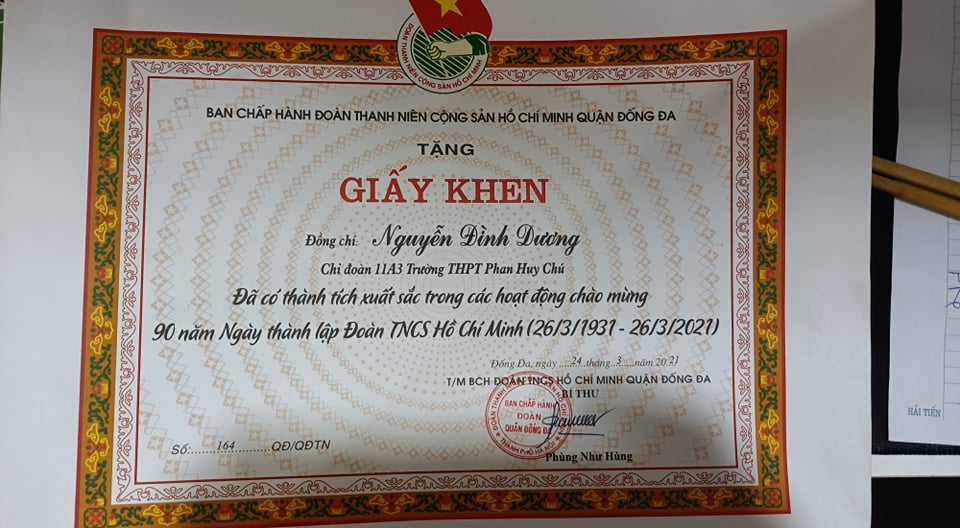 ĐOÀN THANH NIÊN CỘNG SẢN HỒ CHÍ MINH
BAN CHẤP HÀNH ĐOÀN THANH NIÊN CỘNG SẢN HỒ CHÍ MINH QUẬN ĐỐNG ĐA
TẶNG
GIẤY KHEN
Đồng chí: Nguyễn Đình Dương
Chi đoàn 11A3 Trường THPT Phan Huy Chú
Đã có thành tích xuất sắc trong các hoạt động chào mừng
90 năm Ngày thành lập Đoàn TNCS Hồ Chí Minh (26/3/1931 - 26/3/2021)
Đống Đa, ngày ....24.tháng..3....năm 20.21
T/M BCH ĐOÀN TNCS HỒ CHÍ MINH QUẬN ĐỐNG ĐA
BÍ THƯ
BAN CHẤP HÀNH
ĐOÀN
QUẬN ĐỐNG ĐA
THÀNH PHỐ HÀ NỘI
Số:.......164..........QĐ/QĐTN
Phùng Như Hùng
HẢI TIẾN